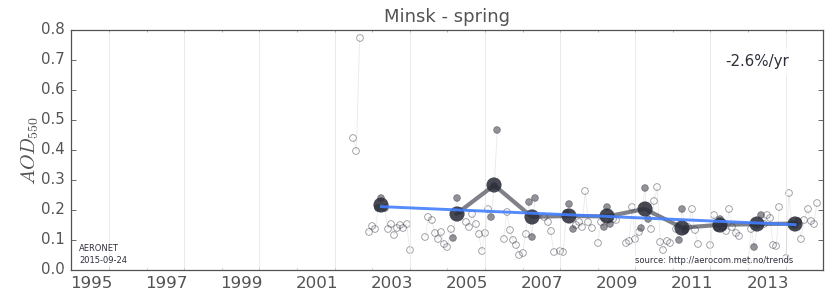 Minsk - spring
0.8
0.7
0.6
0.5
0.4
0.3
0.2
0.1
0.0
AOD550
-2.6%/yr
AERONET
2015-09-24
source: http://aerocom.met.no/trends
1995 1997 1999 2001 2003 2005 2007 2009 2011 2013